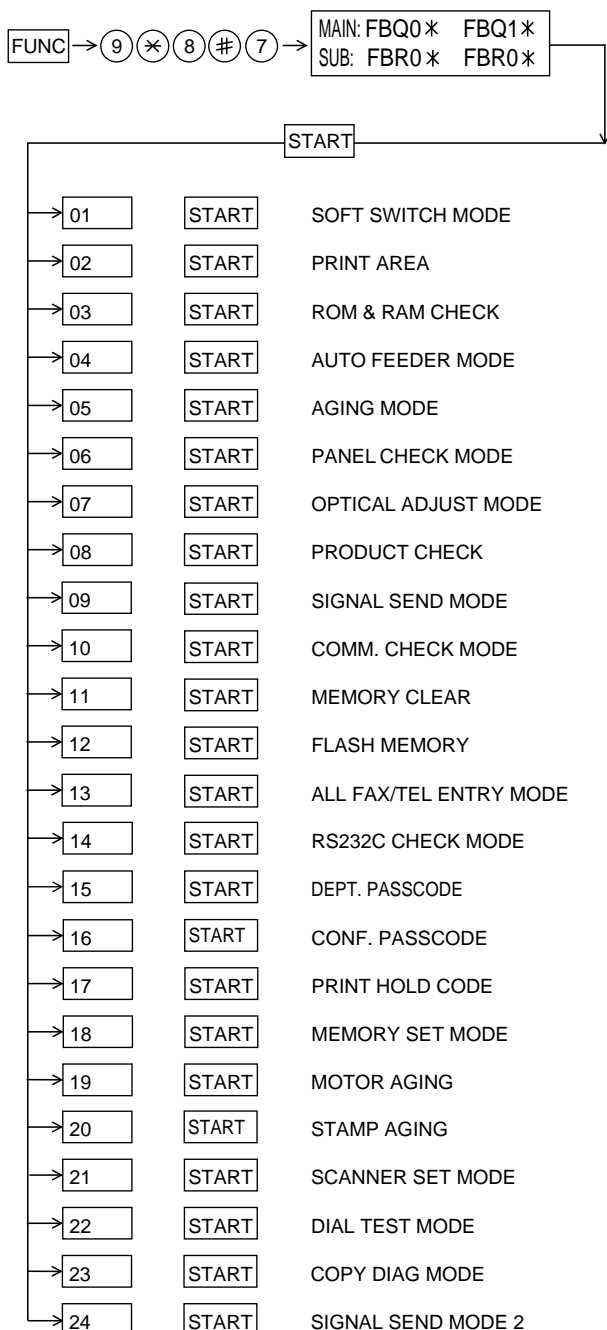 FUNC → 9 ✳ 8 # 7 → MAIN: FBQ0✳ FBQ1✳
SUB: FBR0✳ FBR0✳
START
01 START SOFT SWITCH MODE
02 START PRINT AREA
03 START ROM & RAM CHECK
04 START AUTO FEEDER MODE
05 START AGING MODE
06 START PANEL CHECK MODE
07 START OPTICAL ADJUST MODE
08 START PRODUCT CHECK
09 START SIGNAL SEND MODE
10 START COMM. CHECK MODE
11 START MEMORY CLEAR
12 START FLASH MEMORY
13 START ALL FAX/TEL ENTRY MODE
14 START RS232C CHECK MODE
15 START DEPT. PASSCODE
16 START CONF. PASSCODE
17 START PRINT HOLD CODE
18 START MEMORY SET MODE
19 START MOTOR AGING
20 START STAMP AGING
21 START SCANNER SET MODE
22 START DIAL TEST MODE
23 START COPY DIAG MODE
24 START SIGNAL SEND MODE 2